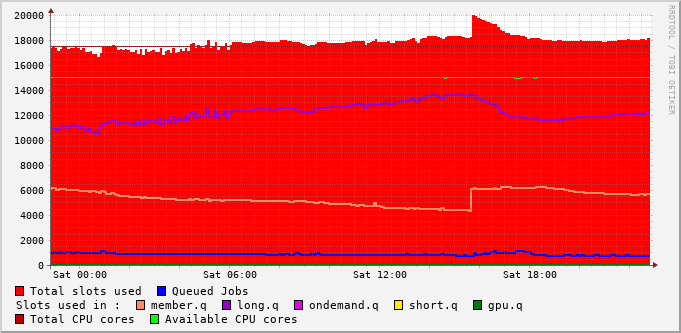 20000
18000
16000
14000
12000
10000
8000
6000
4000
2000
0
Sat 00:00 Sat 06:00 Sat 12:00 Sat 18:00
Total slots used Queued Jobs
Slots used in : member.q long.q ondemand.q short.q gpu.q
Total CPU cores Available CPU cores
RRDTOOL / TOBI OETIKER